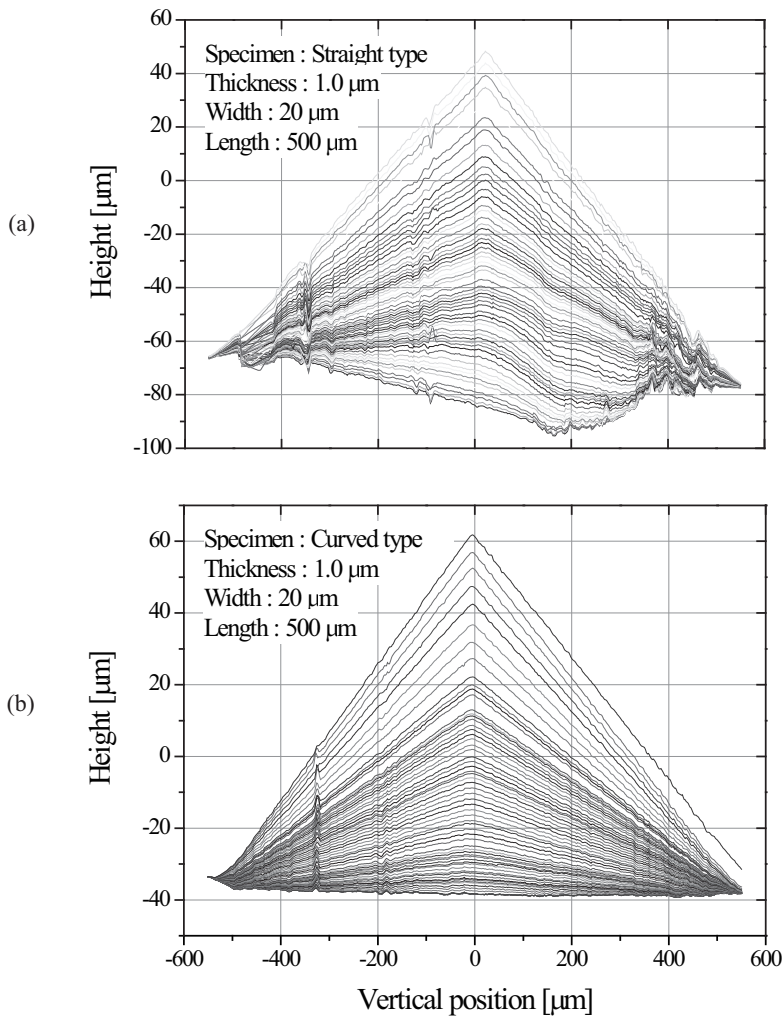 60
40
20
0
-20
-40
-60
-80
-100
Height [µm]
(a)
Specimen : Straight type
Thickness : 1.0 µm
Width : 20 µm
Length : 500 µm
60
40
20
0
-20
-40
Height [µm]
(b)
Specimen : Curved type
Thickness : 1.0 µm
Width : 20 µm
Length : 500 µm
-600 -400 -200 0 200 400 600
Vertical position [µm]